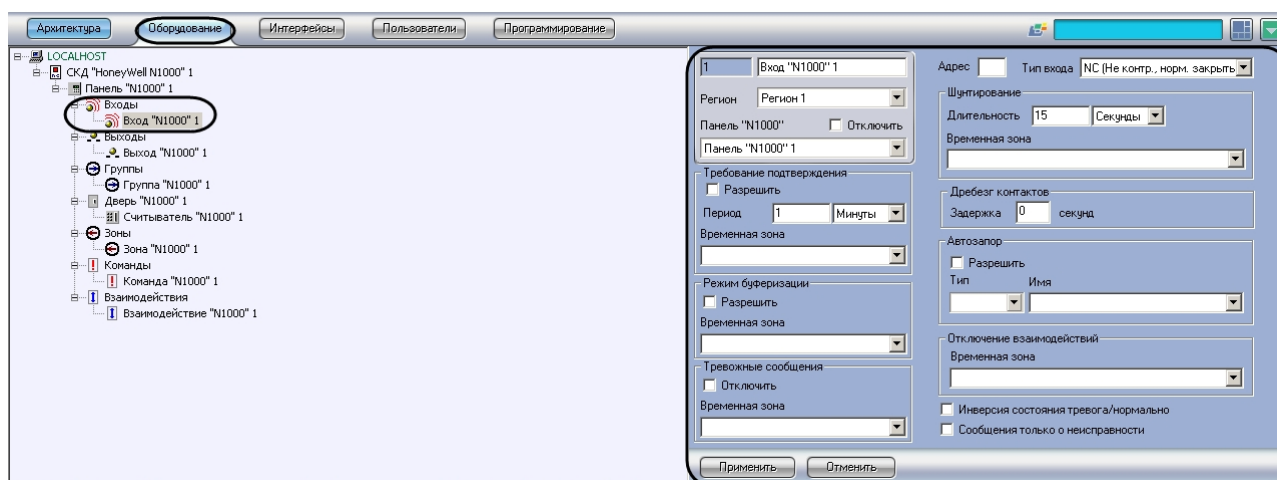 Архитектура Оборудование Интерфейсы Пользователи Программирование
LOCALHOST
СКД "HoneyWell N1000" 1
Панель "N1000" 1
Входы
Вход "N1000" 1
Выходы
Выход "N1000" 1
Группы
Группа "N1000" 1
Дверь "N1000" 1
Считыватель "N1000" 1
Зоны
Зона "N1000" 1
Команды
Команда "N1000" 1
Взаимодействия
Взаимодействие "N1000" 1
1 Вход "N1000" 1
Регион Регион 1
Панель "N1000" Отключить
Панель "N1000" 1
Требование подтверждения
Разрешить
Период 1 Минуты
Временная зона
Режим буферизации
Разрешить
Временная зона
Тревожные сообщения
Отключить
Временная зона
Адрес Тип входа NC (Не контр., норм. закрыть
Шунтирование
Длительность 15 Секунды
Временная зона
Дребезг контактов
Задержка 0 секунд
Автозапор
Разрешить
Тип Имя
Отключение взаимодействий
Временная зона
Инверсия состояния тревога/нормально
Сообщения только о неисправности
Применить Отменить